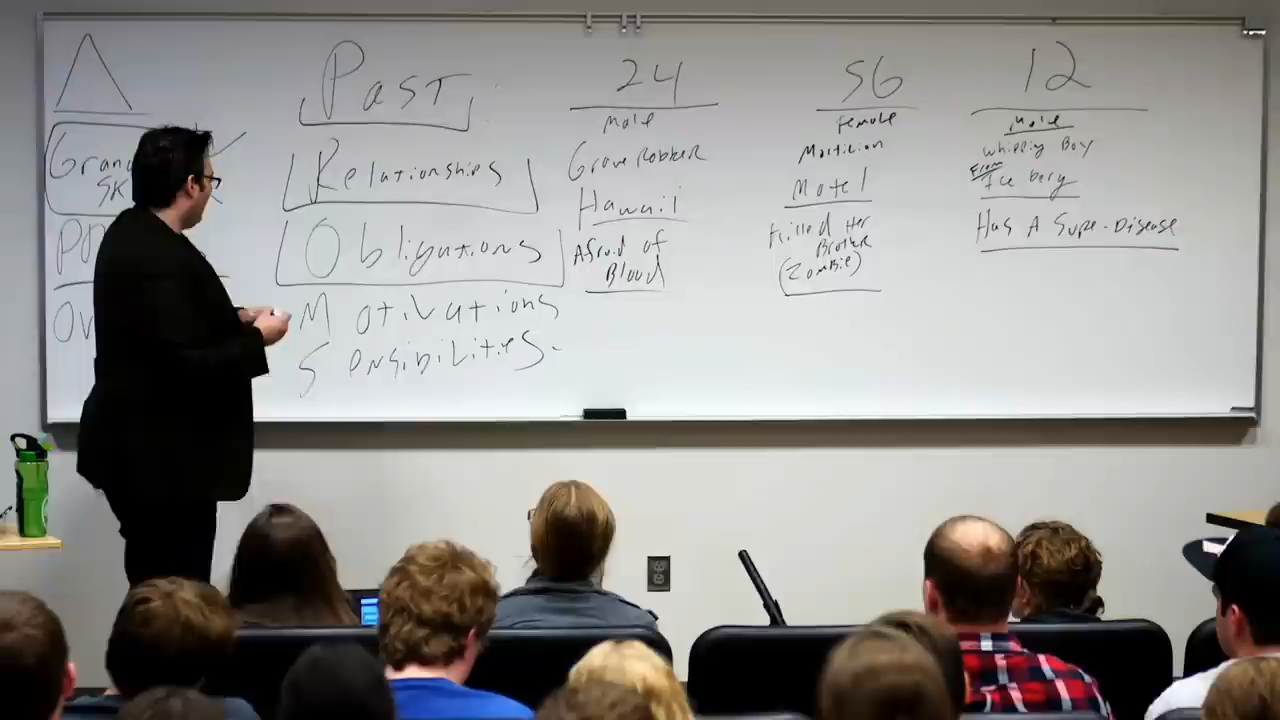 Past
Relationships
Obligations
Motivations
Sensibilities.
24
Male
Grave Robber
Hawaii
Afraid of
Blood
56
Female
Mortician
Motel
Killed Her
Brother
(Zombie)
12
Male
Whipping Boy
From
Ice berg
Has A Super-Disease